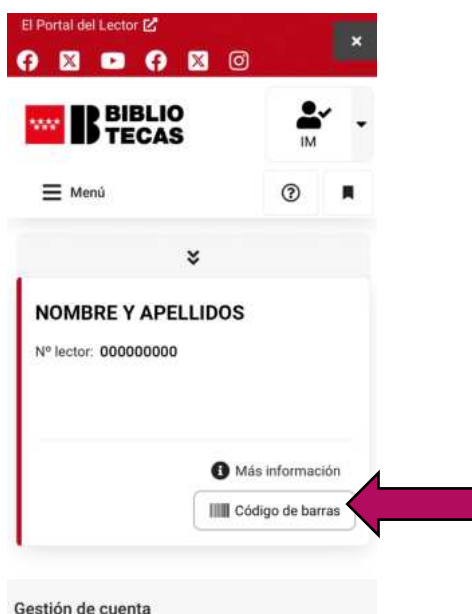 El Portal del Lector
BIBLIO
TECAS
IM
Menú
NOMBRE Y APELLIDOS
Nº lector: 000000000
Más información
Código de barras
Gestión de cuenta